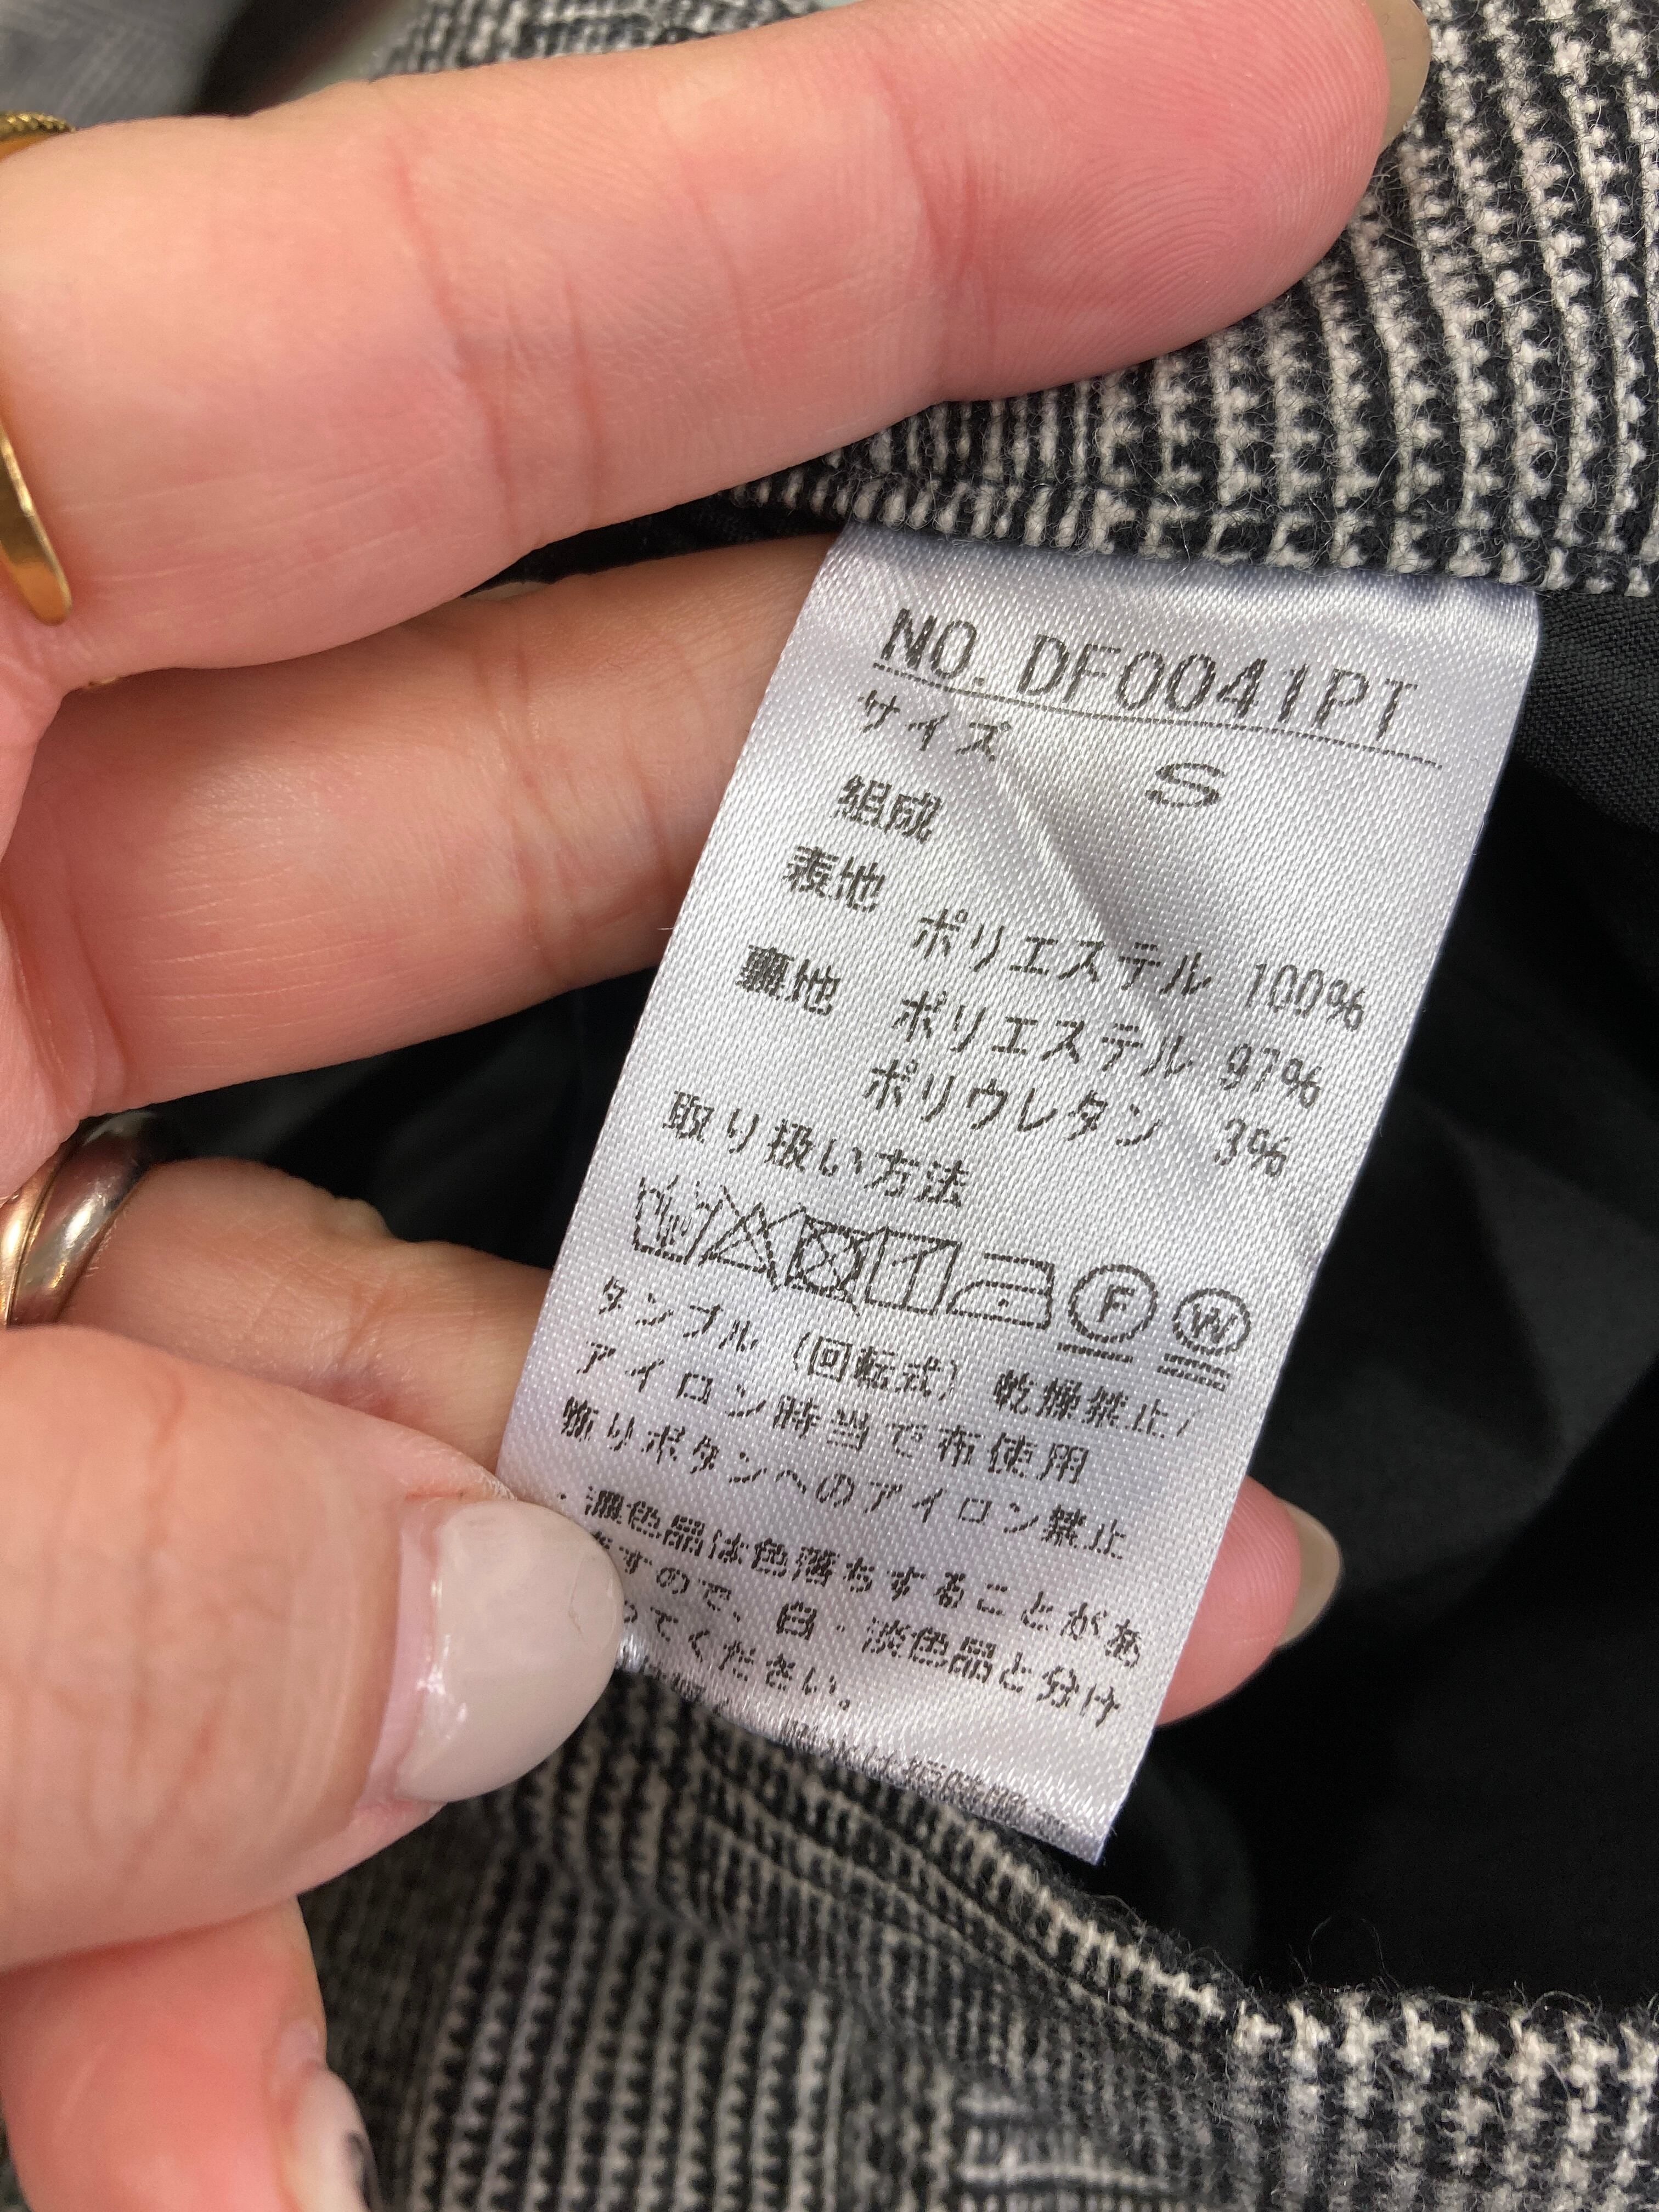 NO. DF0041PT
サイズ S
組成
表地 ポリエステル 100%
裏地 ポリエステル 97%
ポリウレタン 3%
取り扱い方法
F W
タンブル（回転式）乾燥禁止/
アイロン時当て布使用
飾りボタンへのアイロン禁止
・濃色品は色落ちすることがあ
ますので、白・淡色品と分け
てください。